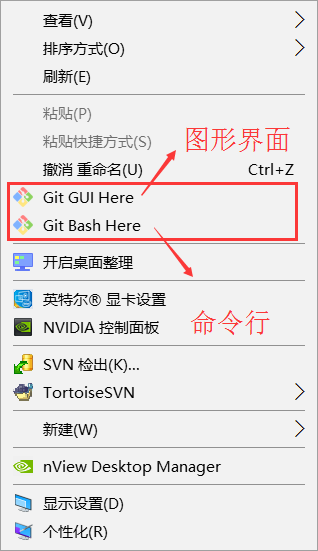 查看(V)
排序方式(O)
刷新(E)
粘贴(P)
粘贴快捷方式(S)
图形界面
撤消 重命名(U) Ctrl+Z
Git GUI Here
Git Bash Here
开启桌面整理
英特尔® 显卡设置
命令行
NVIDIA 控制面板
SVN 检出(K)...
TortoiseSVN
新建(W)
nView Desktop Manager
显示设置(D)
个性化(R)